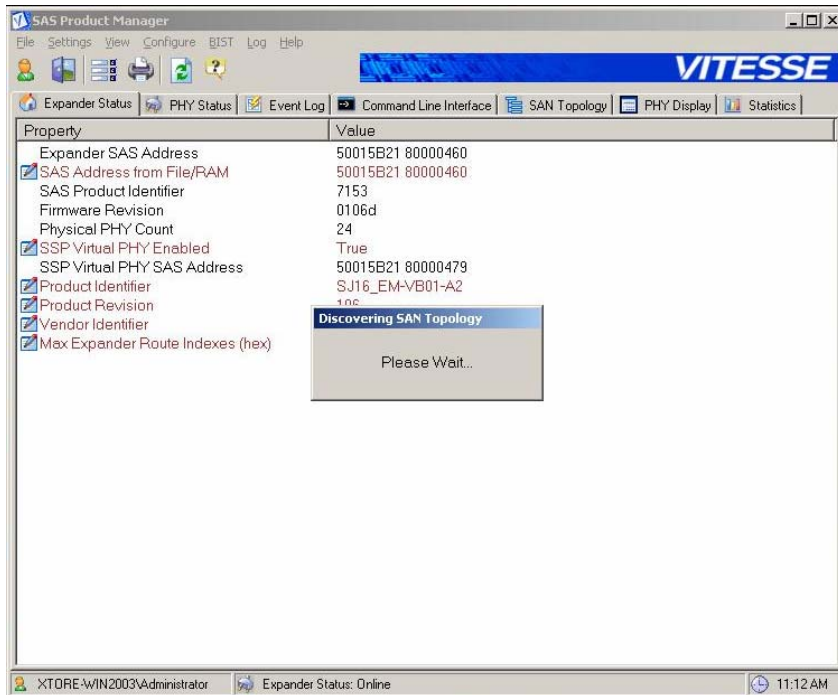 SAS Product Manager
File Settings View Configure BIST Log Help
VITESSE
Expander Status PHY Status Event Log Command Line Interface SAN Topology PHY Display Statistics
Property Value
Expander SAS Address 50015B21 80000460
SAS Address from File/RAM 50015B21 80000460
SAS Product Identifier 7153
Firmware Revision 0106d
Physical PHY Count 24
SSP Virtual PHY Enabled True
SSP Virtual PHY SAS Address 50015B21 80000479
Product Identifier SJ16_EM-VB01-A2
Product Revision 106
Vendor Identifier
Max Expander Route Indexes (hex)
Discovering SAN Topology
Please Wait...
XTORE-WIN2003\Administrator Expander Status: Online 11:12 AM